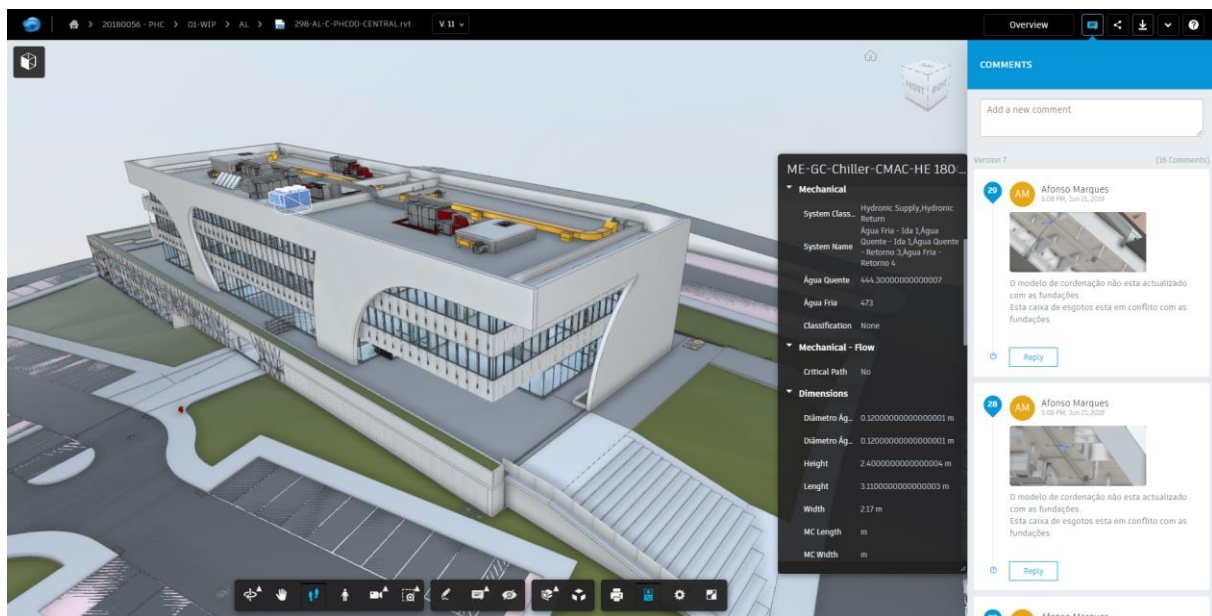 20180056 - PHC > 01-WIP > AL > 298-AL-C-PHC00-CENTRAL.rvt V. 11
Overview
FRONT RIGHT
ME-GC-Chiller-CMAC-HE 180:...
Mechanical
System Class... Hydronic Supply,Hydronic
Return
System Name Água Fria - Ida 1,Água
Quente - Ida 1,Água Quente
- Retorno 3,Água Fria -
Retorno 4
Água Quente 444.30000000000007
Água Fria 473
Classification None
Mechanical - Flow
Critical Path No
Dimensions
Diâmetro Ág... 0.12000000000000001 m
Diâmetro Ág... 0.12000000000000001 m
Height 2.4000000000000004 m
Lenght 3.1100000000000003 m
Width 2.17 m
MC Length m
MC Width m
COMMENTS
Add a new comment
Version 7 (16 Comments)
29
AM
Afonso Marques
5:08 PM, Jun 21, 2019
O modelo de cordenação não esta actualizado
com as fundações .
Esta caixa de esgotos esta em conflito com as
fundações.
Reply
28
AM
Afonso Marques
5:08 PM, Jun 21, 2019
O modelo de cordenação não esta actualizado
com as fundações .
Esta caixa de esgotos esta em conflito com as
fundações.
Reply
Afonso Marques